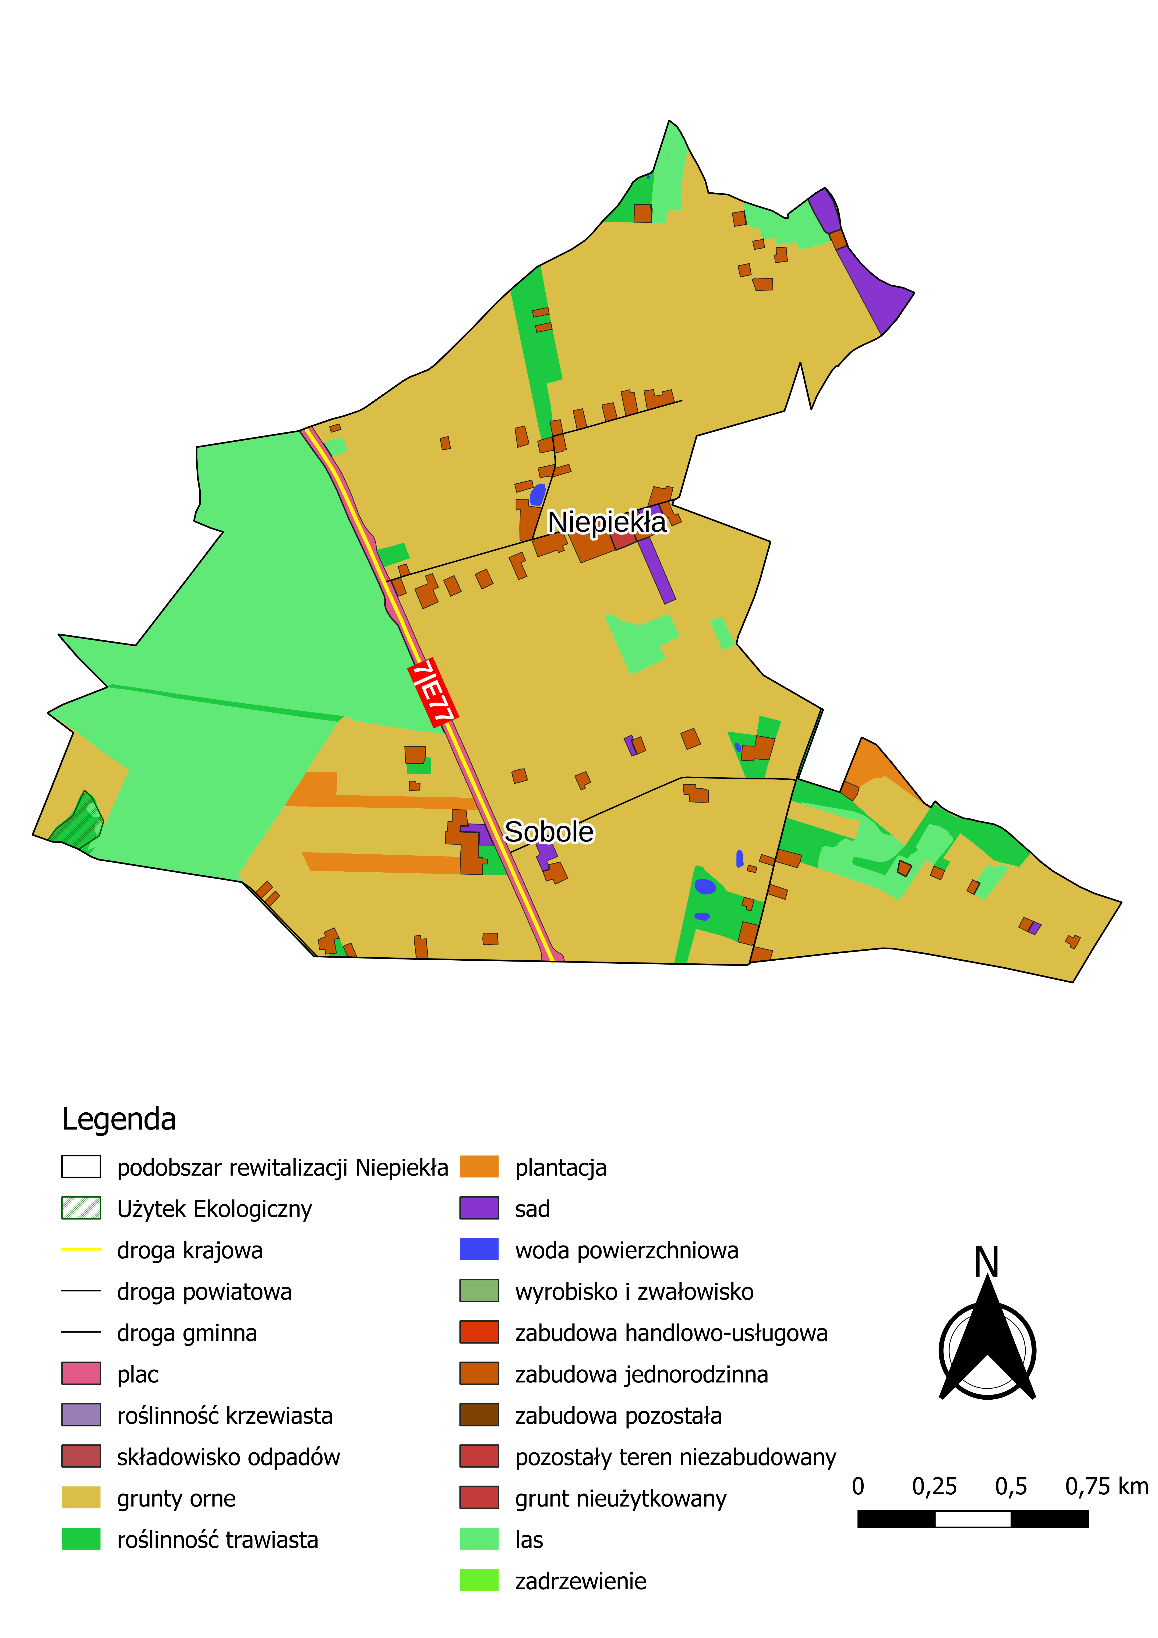 Niepiekła
7|E77
Sobole
Legenda
podobszar rewitalizacji Niepiekła
Użytek Ekologiczny
droga krajowa
droga powiatowa
droga gminna
plac
roślinność krzewiasta
składowisko odpadów
grunty orne
roślinność trawiasta
plantacja
sad
woda powierzchniowa
wyrobisko i zwałowisko
zabudowa handlowo-usługowa
zabudowa jednorodzinna
zabudowa pozostała
pozostały teren niezabudowany
grunt nieużytkowany
las
zadrzewienie
N
0 0,25 0,5 0,75 km